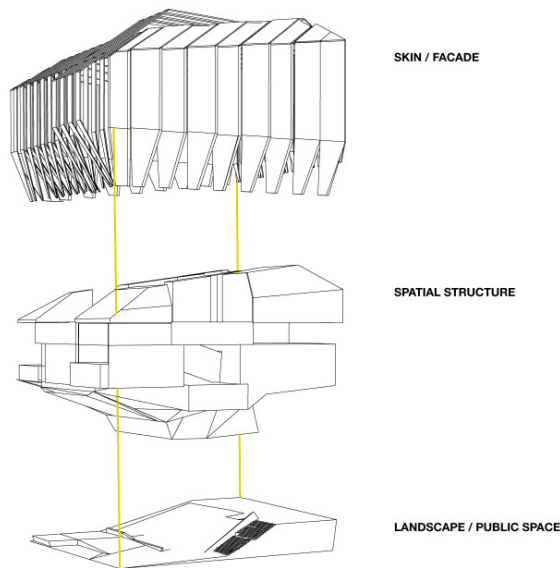 SKIN / FACADE
SPATIAL STRUCTURE
LANDSCAPE / PUBLIC SPACE